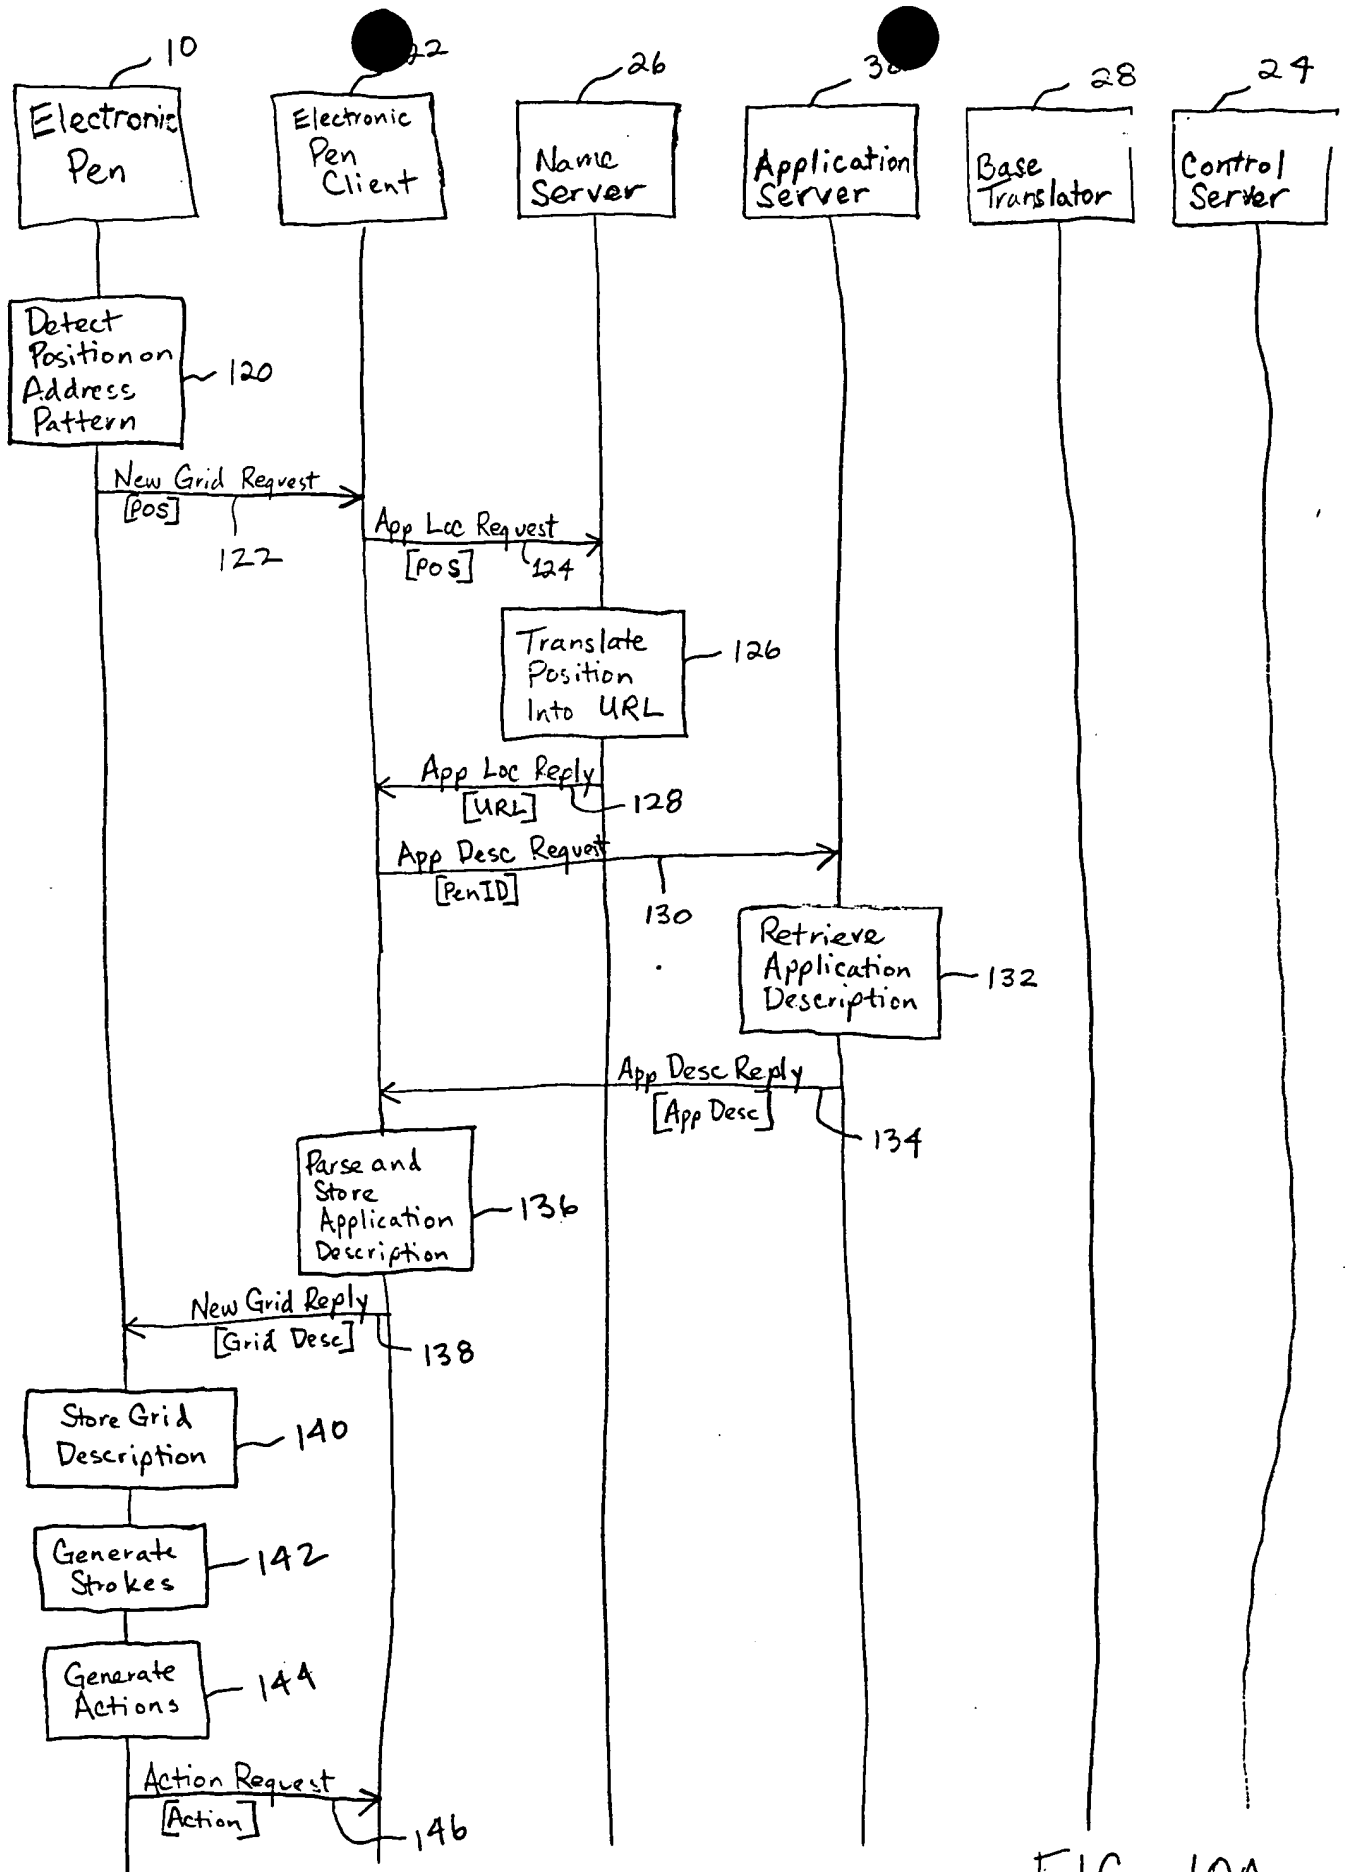 10
22
26
28
24
Electronic
Pen
Electronic
Pen
Client
Name
Server
Application
Server
Base
Translator
Control
Server
Detect
Position on
Address
Pattern
120
New Grid Request
[POS]
122
App Loc Request
[POS]
124
Translate
Position
Into URL
126
App Loc Reply
[URL]
128
App Desc Request
[PenID]
130
Retrieve
Application
Description
132
App Desc Reply
[App Desc]
134
Parse and
Store
Application
Description
136
New Grid Reply
[Grid Desc]
138
Store Grid
Description
140
Generate
Strokes
142
Generate
Actions
144
Action Request
[Action]
146
FIG. 10A